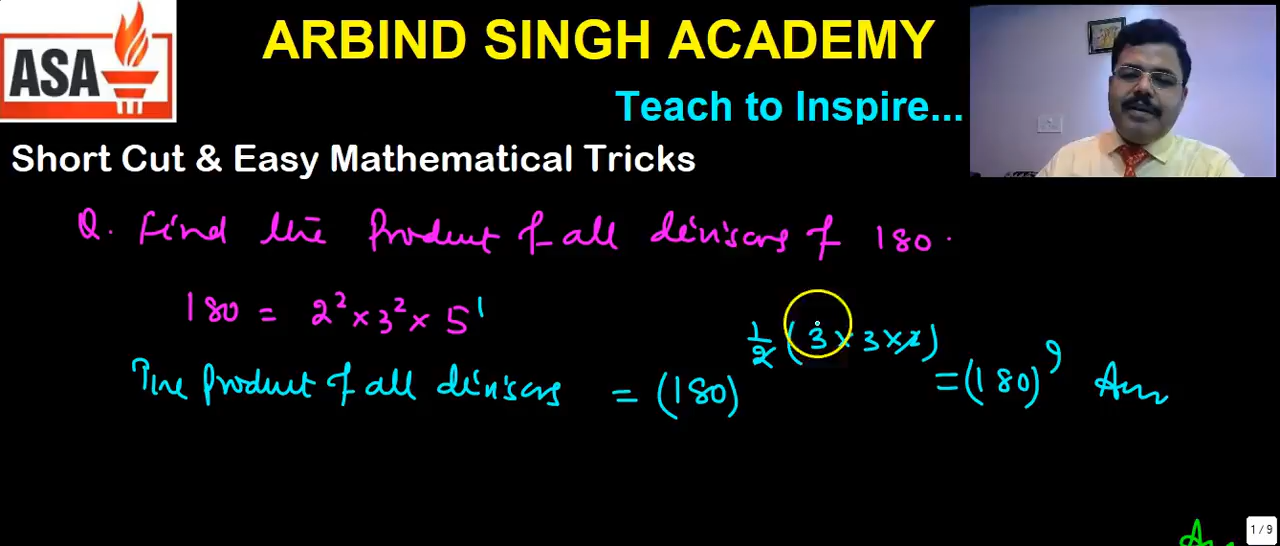 ASA
ARBIND SINGH ACADEMY
Teach to Inspire...
Short Cut & Easy Mathematical Tricks
Q. Find the Product of all divisors of 180.
180 = 2² × 3² × 5¹
The product of all divisors = (180)^½(3 × 3 × 2) = (180)⁹ Ans
Ans
1/9